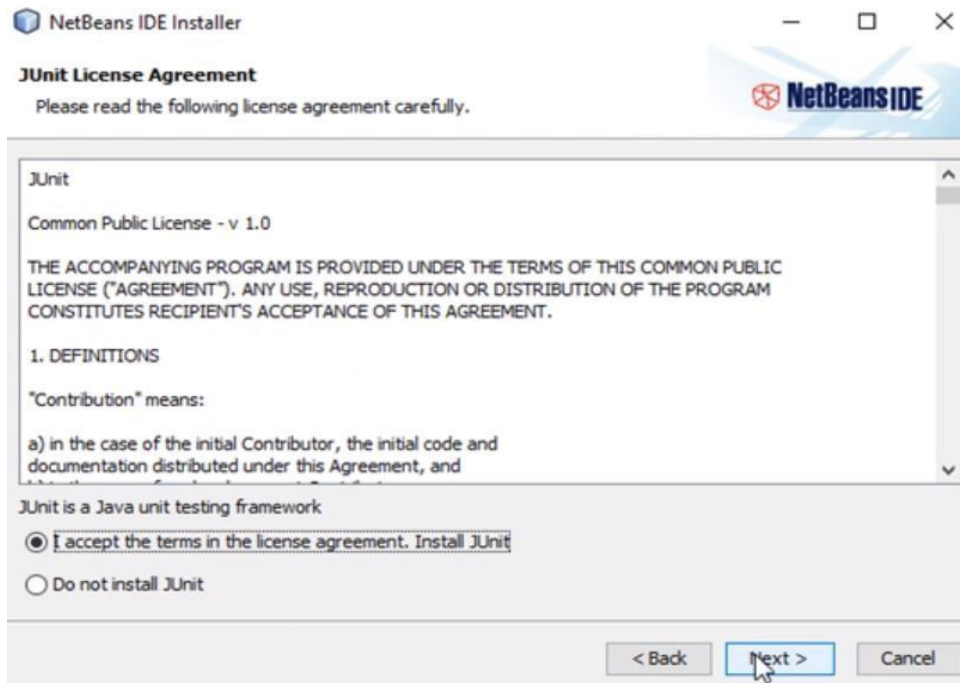 NetBeans IDE Installer
JUnit License Agreement
Please read the following license agreement carefully.
NetBeans IDE
JUnit
Common Public License - v 1.0
THE ACCOMPANYING PROGRAM IS PROVIDED UNDER THE TERMS OF THIS COMMON PUBLIC
LICENSE ("AGREEMENT"). ANY USE, REPRODUCTION OR DISTRIBUTION OF THE PROGRAM
CONSTITUTES RECIPIENT'S ACCEPTANCE OF THIS AGREEMENT.
1. DEFINITIONS
"Contribution" means:
a) in the case of the initial Contributor, the initial code and
documentation distributed under this Agreement, and
JUnit is a Java unit testing framework
I accept the terms in the license agreement. Install JUnit
Do not install JUnit
< Back
Next >
Cancel